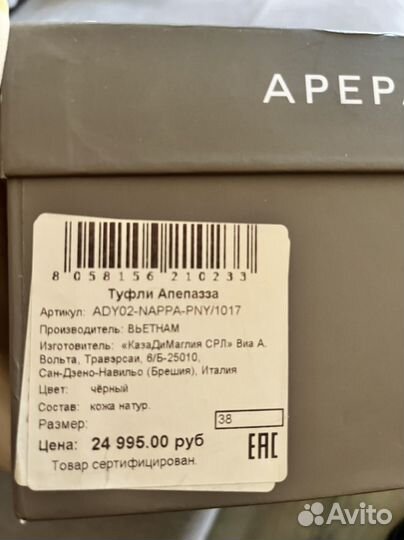 APEPA
8 058156 210233
Туфли Апепазза
Артикул: ADY02-NAPPA-PNY/1017
Производитель: ВЬЕТНАМ
Изготовитель: «КазаДиМаглия СРЛ» Виа А.
Вольта, Травэрсаи, 6/Б-25010,
Сан-Дзено-Навильо (Брешия), Италия
Цвет: чёрный
Состав: кожа натур.
Размер: 38
Цена: 24 995.00 руб
Товар сертифицирован.
EAC
Avito